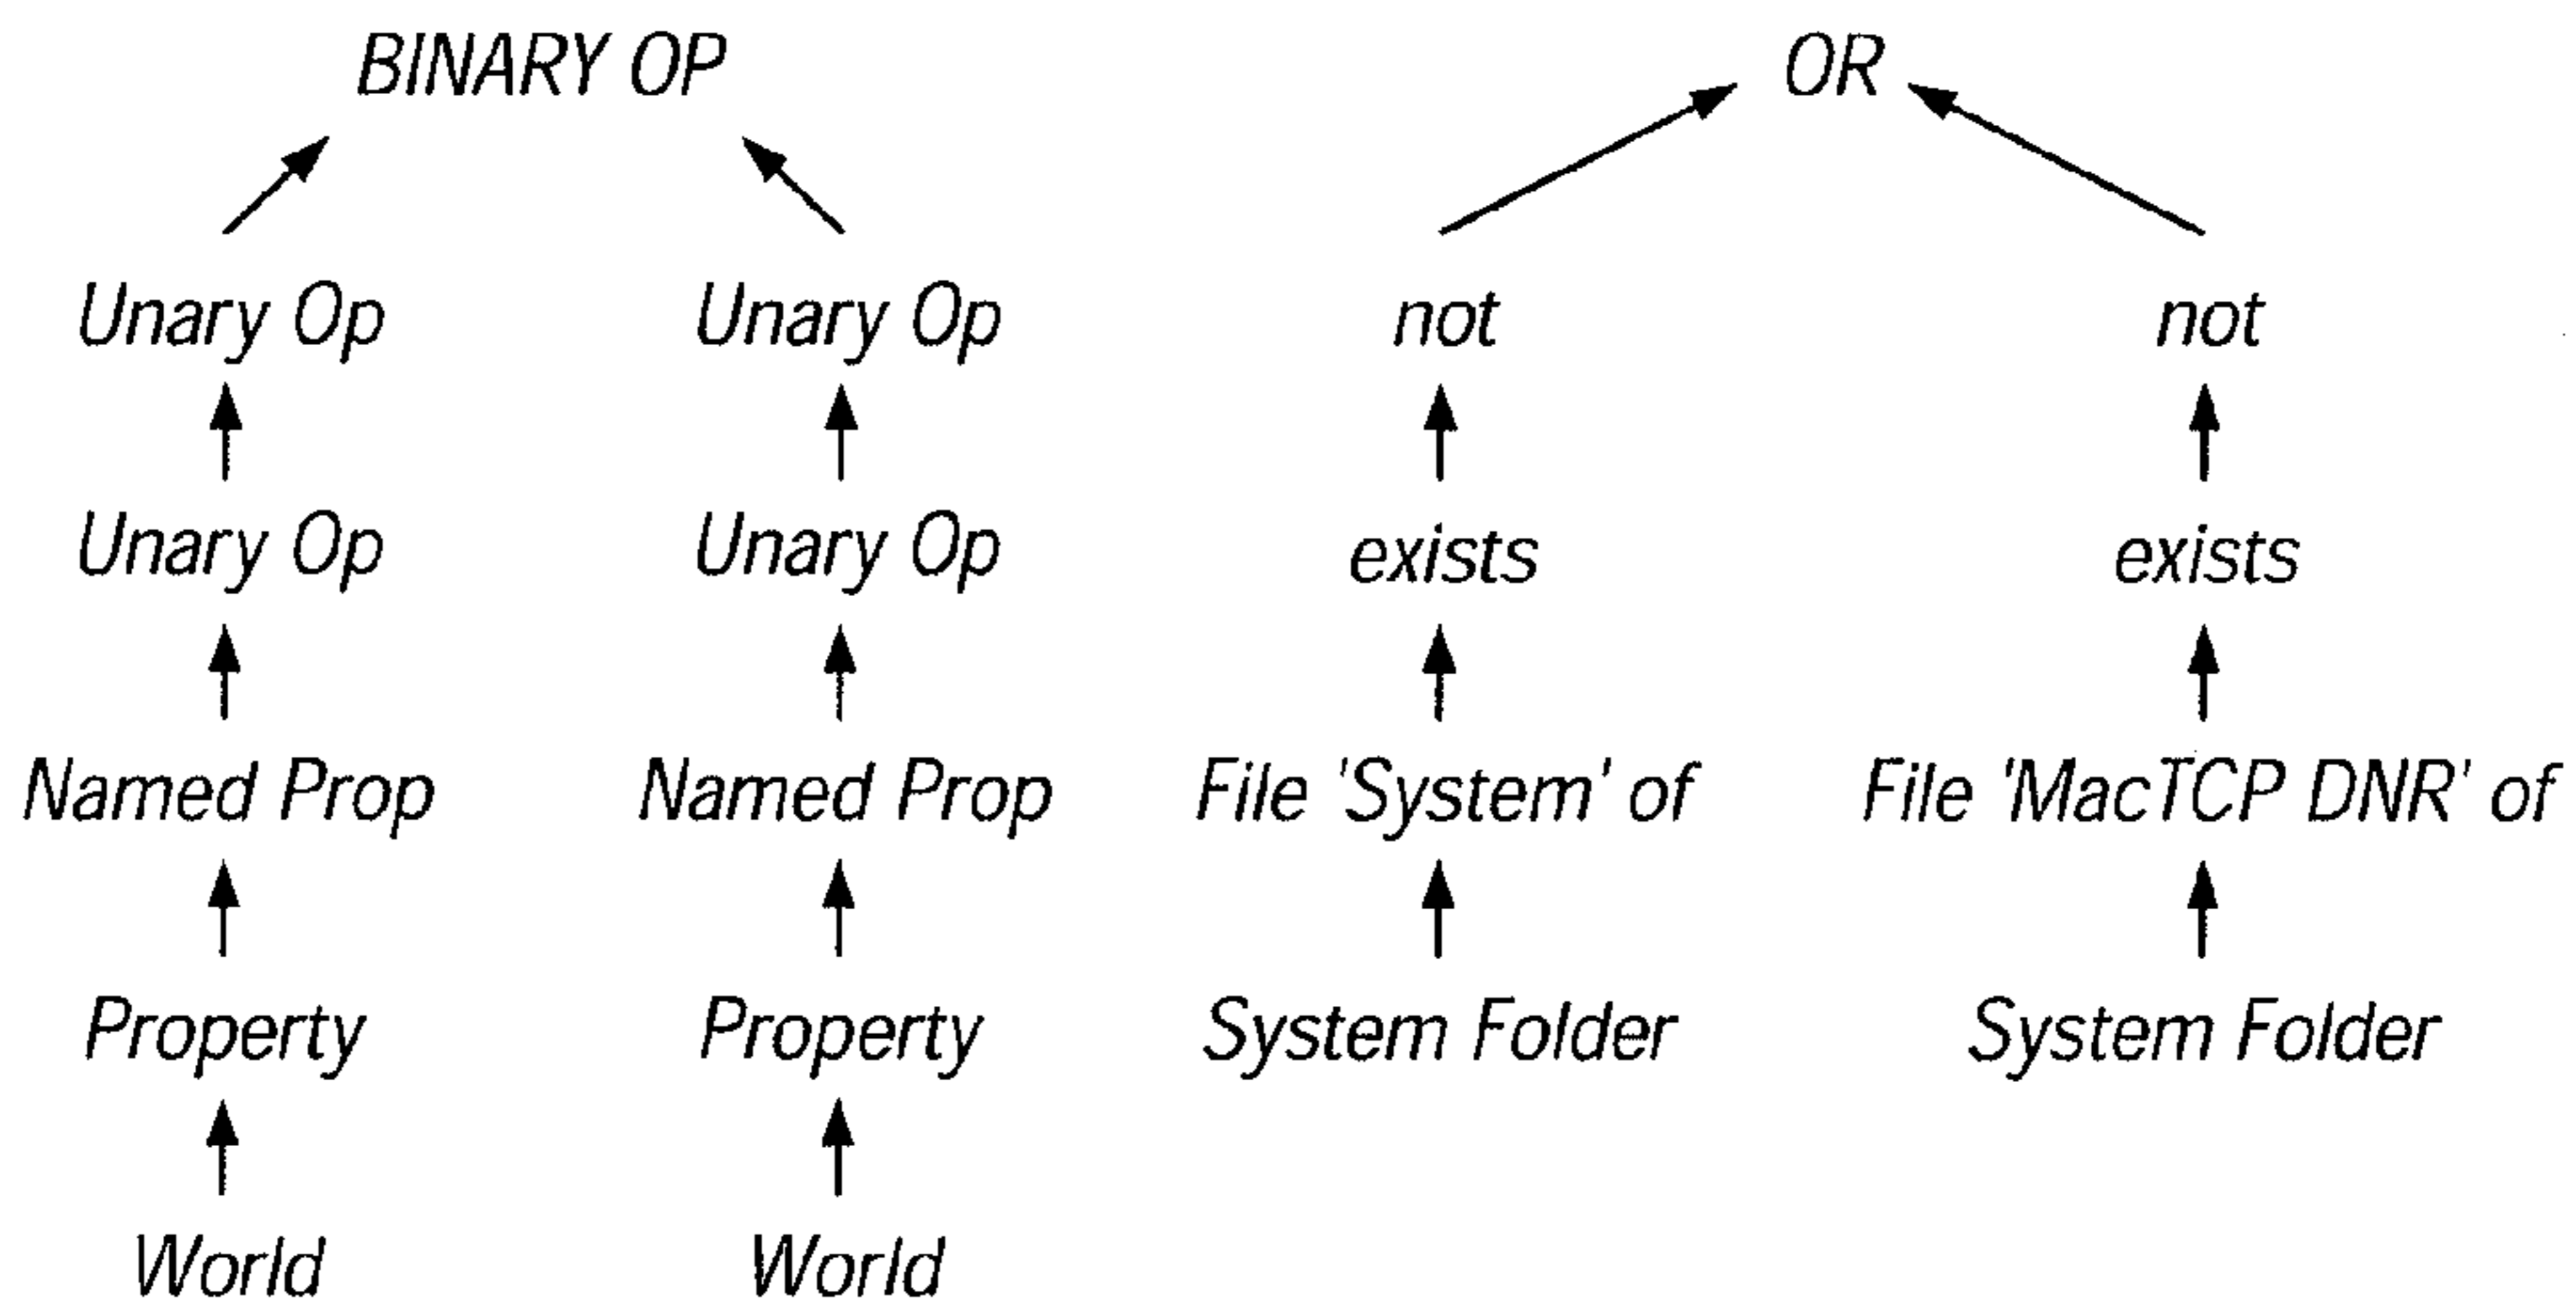 BINARY OP
OR
Unary Op
Unary Op
not
not
Unary Op
Unary Op
exists
exists
Named Prop
Named Prop
File 'System' of
File 'MacTCP DNR' of
Property
Property
System Folder
System Folder
World
World